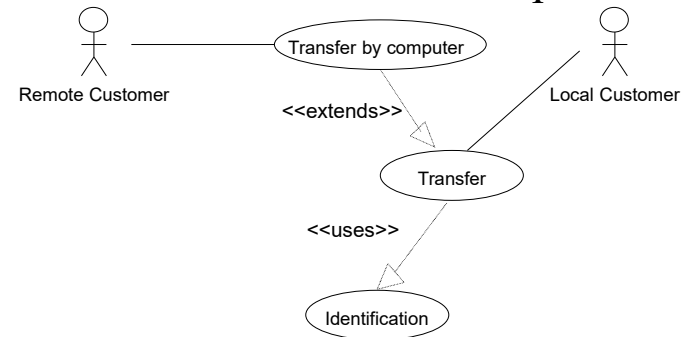 Transfer by computer
Remote Customer
Local Customer
<<extends>>
Transfer
<<uses>>
Identification